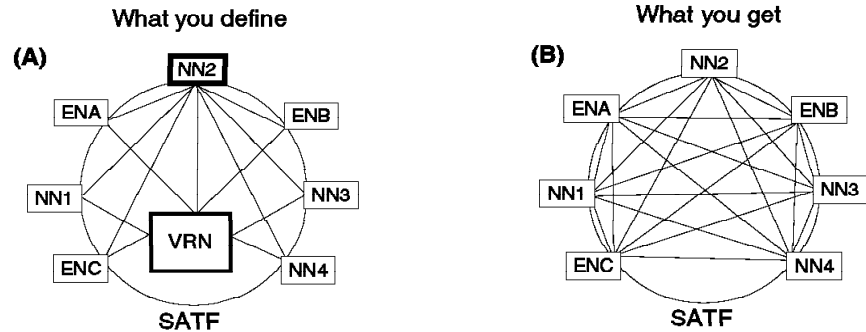 What you define
What you get
(A)
(B)
NN2
NN2
ENA
ENB
ENA
ENB
NN1
NN3
NN1
NN3
VRN
ENC
NN4
ENC
NN4
SATF
SATF